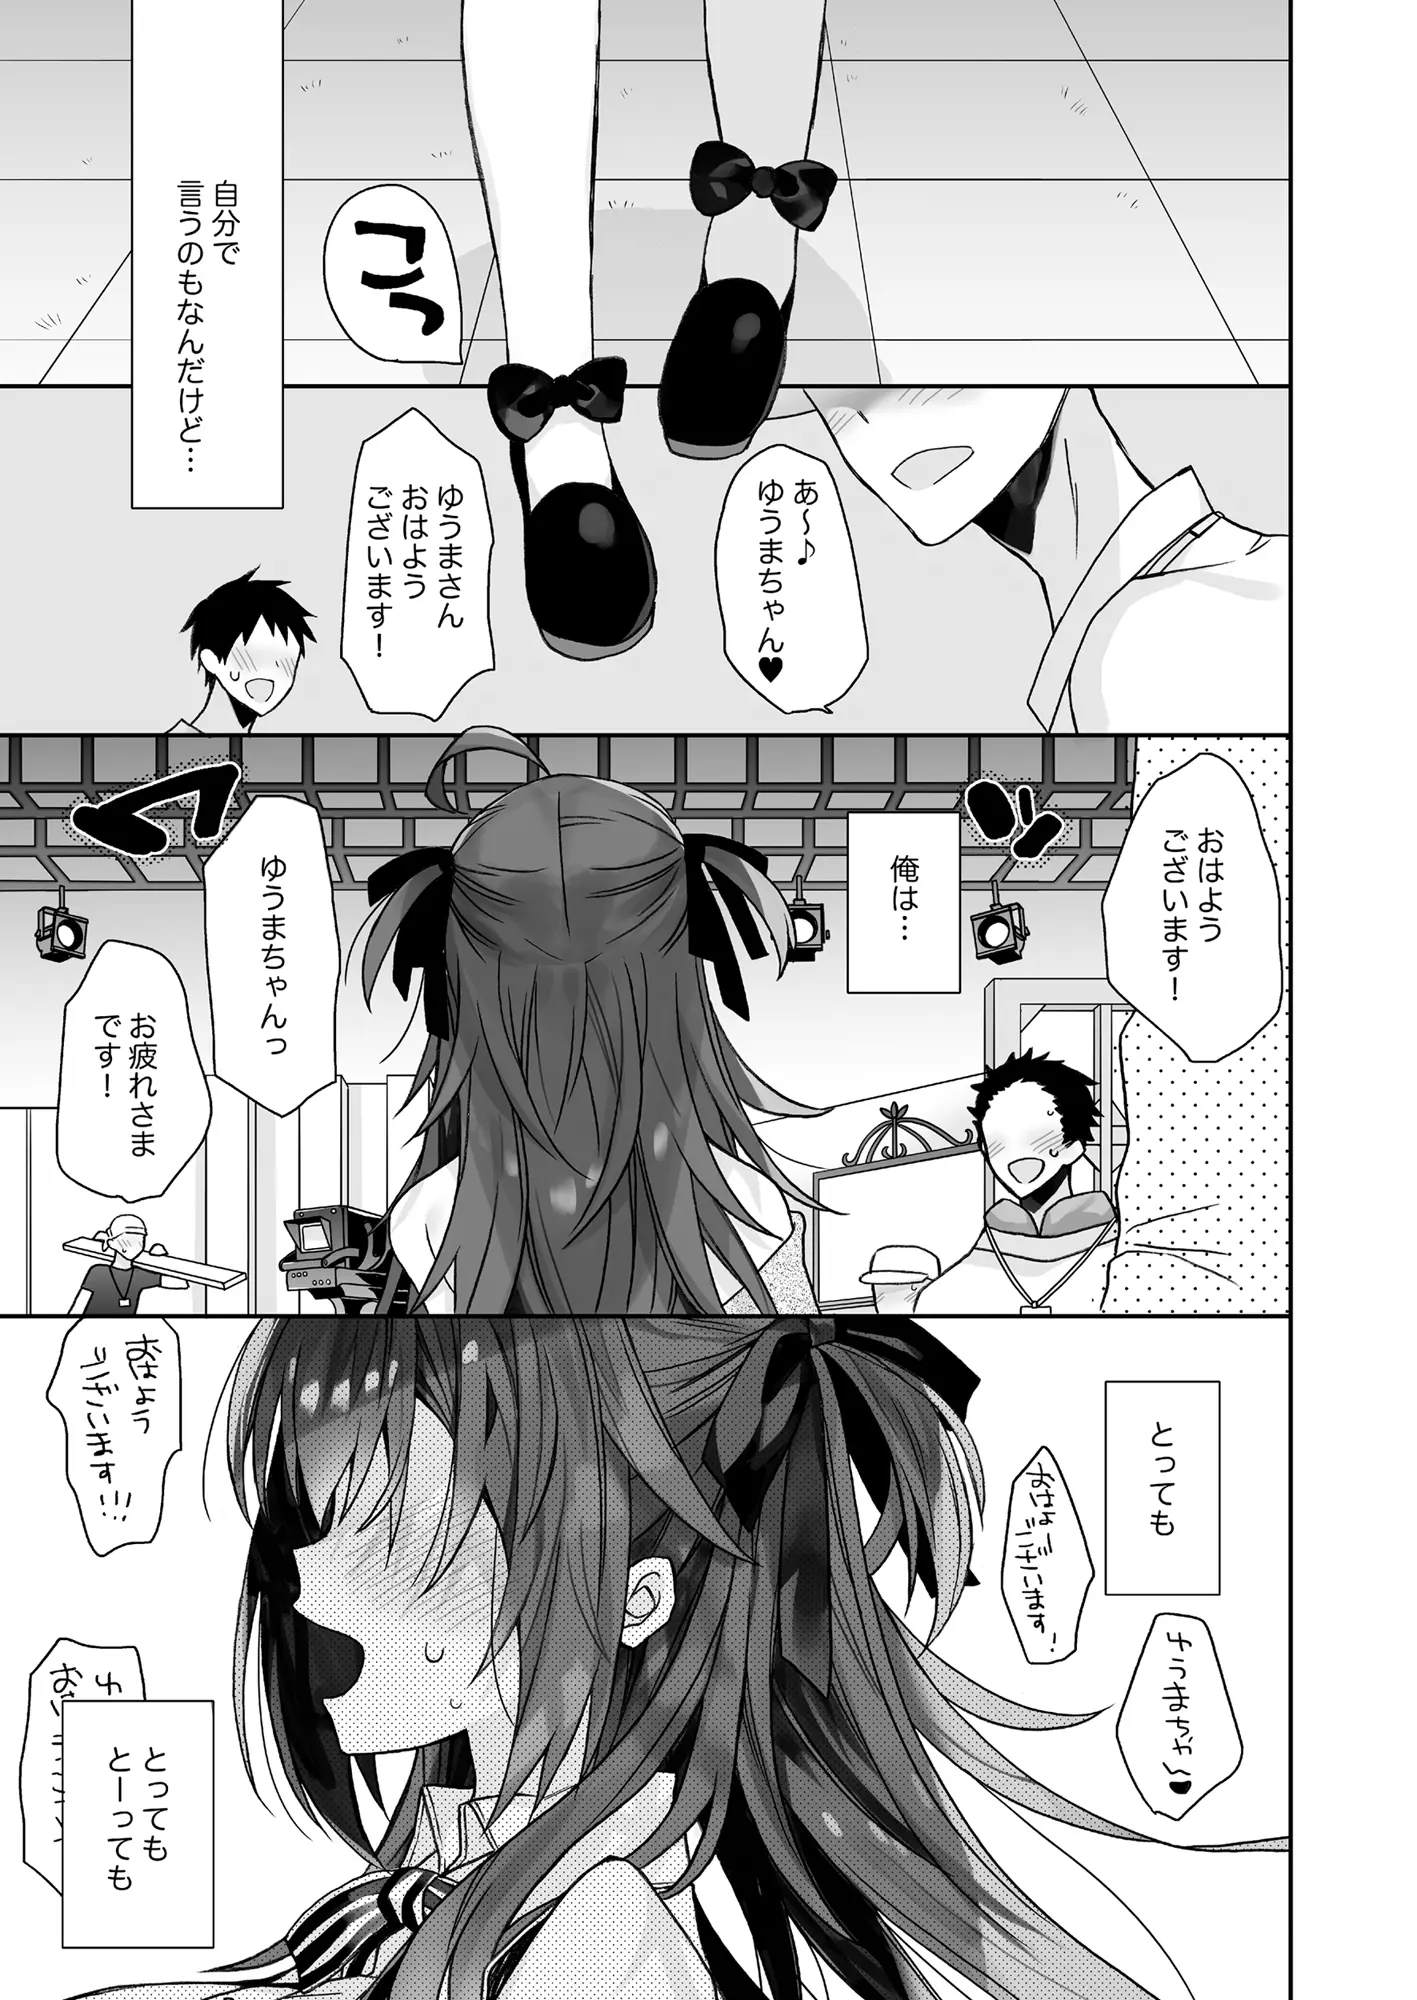 自分で
言うのもなんだけど…
コッ
あ〜♪
ゆうまちゃん♥
ゆうまさん
おはよう
ございます！
おはよう
ございます！
俺は…
ゆうまちゃんっ
お疲れさま
です！
とっても
おはよー
ございます！
ゆうまちゃ〜ん♥
おはよう
ございます!!!
とっても
とーっても